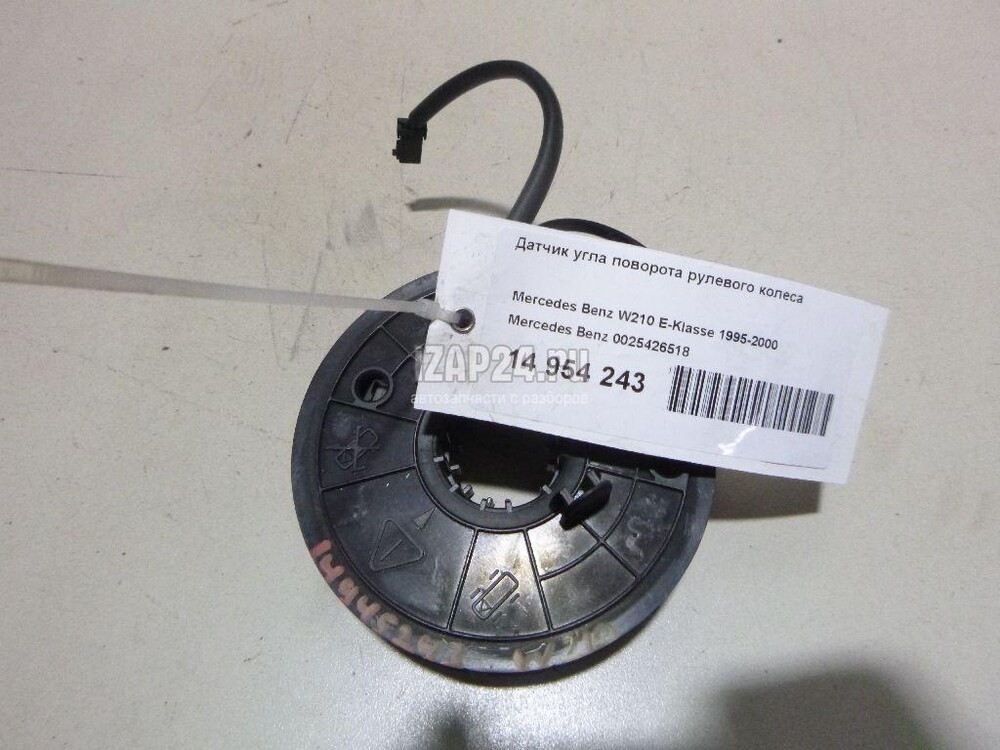 Датчик угла поворота рулевого колеса
Mercedes Benz W210 E-Klasse 1995-2000
Mercedes Benz 0025426518
14 954 243
ZAP24.ru
автозапчасти с разборов